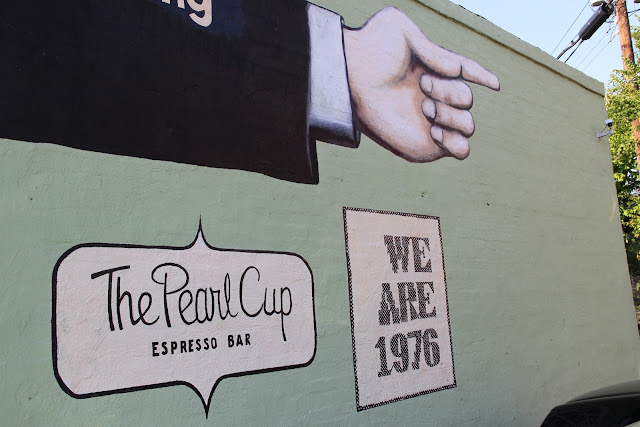 The Pearl Cup
ESPRESSO BAR
WE
ARE
1976